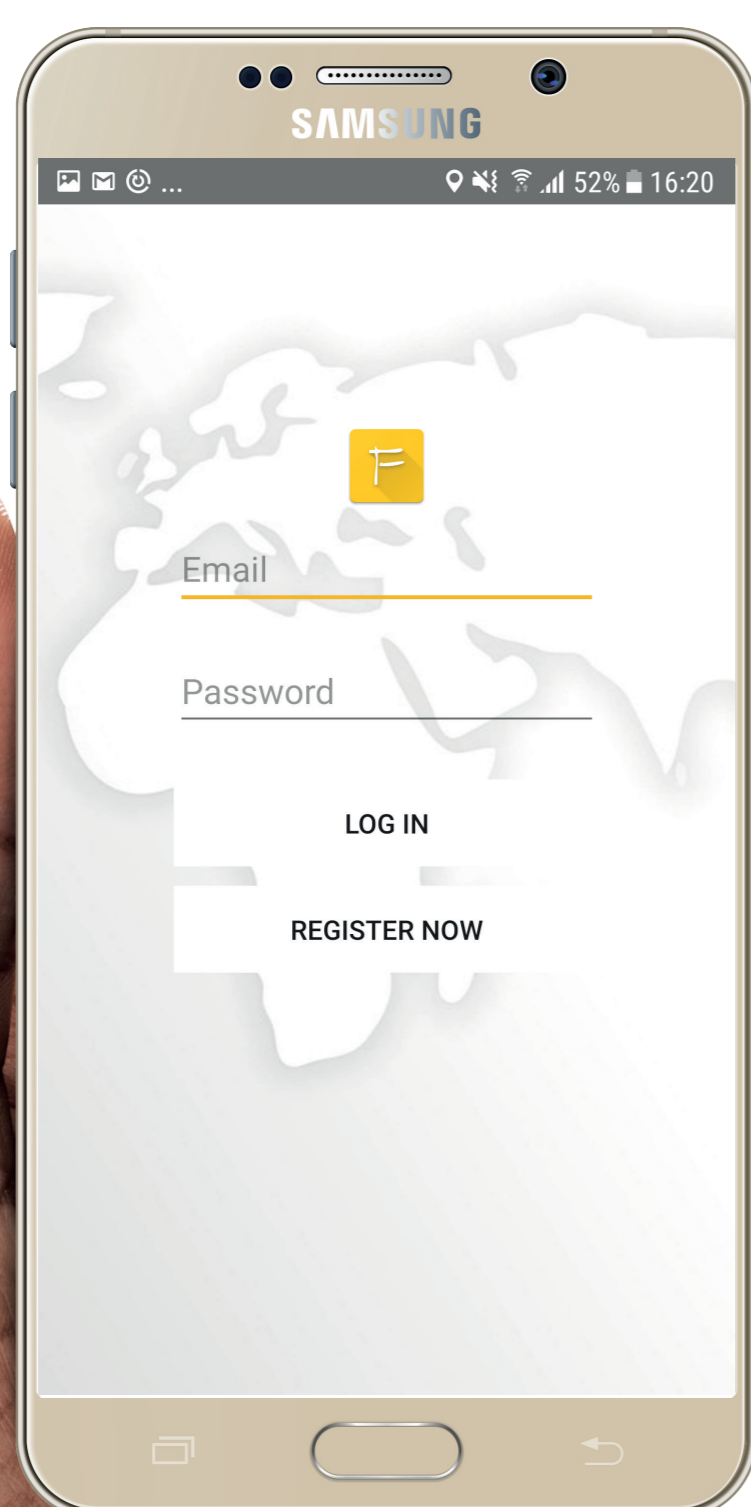 SAMSUNG
... 52% 16:20
F
Email
Password
LOG IN
REGISTER NOW